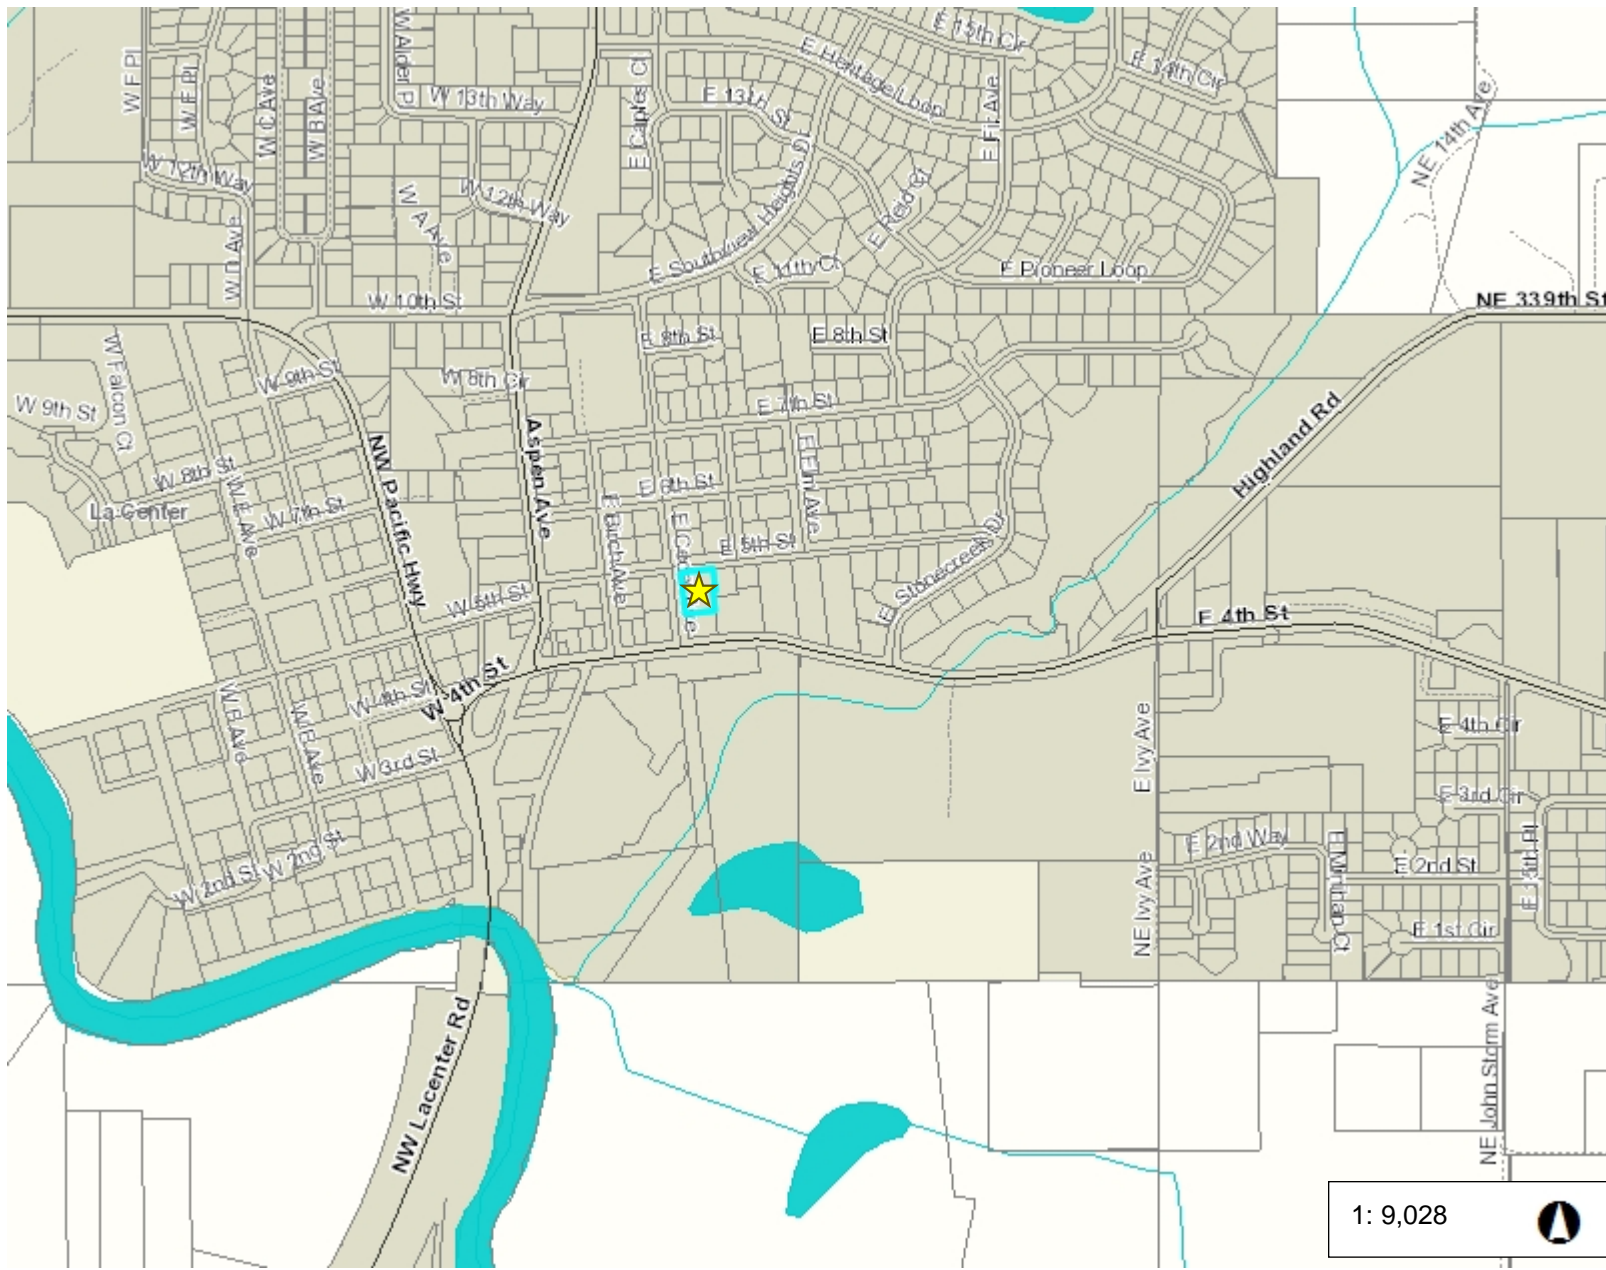 E 15th Cir
W Alder Pl
E Heritage Loop
E 14th Cir
W F Pl
W E Pl
W C Ave
W B Ave
E Caples Ct
W 13th Way
E 13th St
E Fir Ave
NE 14th Ave
W 12th Way
W 12th Way
W A Ave
E Reid Ct
W D Ave
E Southview Heights Dr
E 11th Ct
E Pioneer Loop
W 10th St
NE 339th St
W Falcon Ct
E 8th St
E 8th St
W 9th St
W 8th Cir
W 9th St
E 7th St
Highland Rd
NW Pacific Hwy
Aspen Ave
E Elm Ave
W 8th St
E 6th St
W E Ave
La Center
W 7th St
E Birch Ave
E 5th St
E Stonecreek Dr
W 5th St
E 4th St
W 4th St
W 4th St
W F Ave
W E Ave
E Ivy Ave
E 4th Cir
W 3rd St
E 3rd Cir
E 2nd Way
W 2nd St
W 2nd St
E 2nd St
NE Ivy Ave
E 1st Cir
NW Lacenter Rd
NE John Storm Ave
1: 9,028